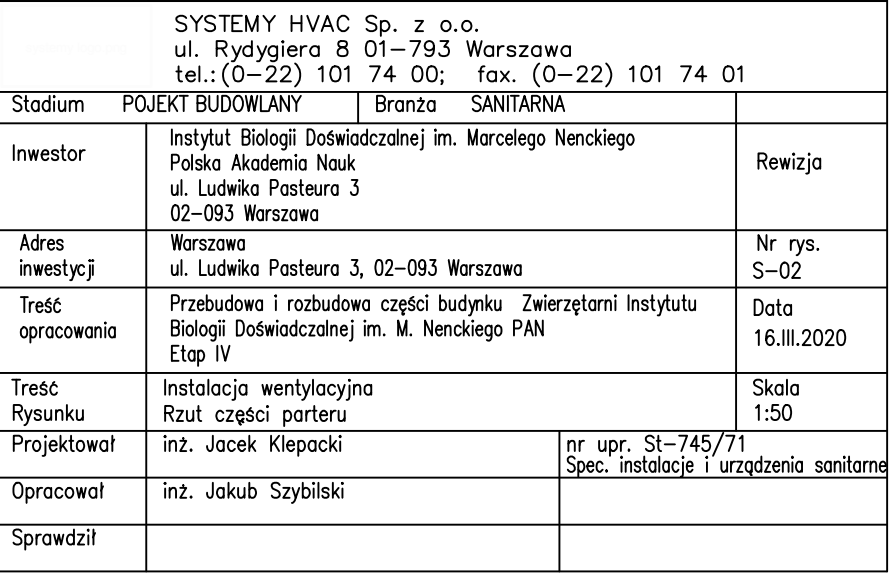 SYSTEMY HVAC Sp. z o.o.
ul. Rydygiera 8 01-793 Warszawa
tel.:(0-22) 101 74 00; fax. (0-22) 101 74 01
Stadium POJEKT BUDOWLANY Branża SANITARNA
Inwestor
Instytut Biologii Doświadczalnej im. Marcelego Nenckiego
Polska Akademia Nauk
ul. Ludwika Pasteura 3
02-093 Warszawa
Rewizja
Adres
inwestycji
Warszawa
ul. Ludwika Pasteura 3, 02-093 Warszawa
Nr rys.
S-02
Treść
opracowania
Przebudowa i rozbudowa części budynku Zwierzętarni Instytutu
Biologii Doświadczalnej im. M. Nenckiego PAN
Etap IV
Data
16.III.2020
Treść
Rysunku
Instalacja wentylacyjna
Rzut części parteru
Skala
1:50
Projektował inż. Jacek Klepacki
nr upr. St-745/71
Spec. instalacje i urządzenia sanitarne
Opracował inż. Jakub Szybilski
Sprawdził